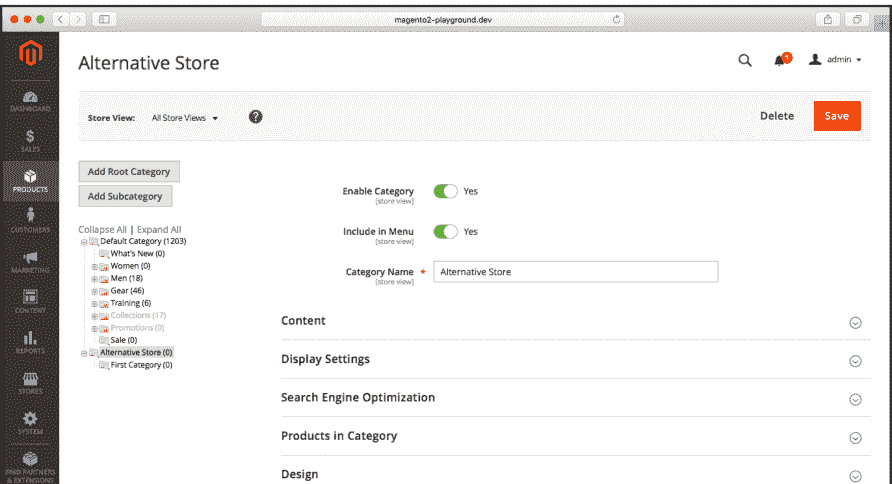 magento2-playground.dev
Alternative Store
1
admin
Store View: All Store Views ?
Delete
Save
DASHBOARD
$
SALES
PRODUCTS
CUSTOMERS
MARKETING
CONTENT
REPORTS
STORES
SYSTEM
FIND PARTNERS
& EXTENSIONS
Add Root Category
Add Subcategory
Collapse All | Expand All
Default Category (1203)
What's New (0)
Women (0)
Men (18)
Gear (46)
Training (6)
Collections (17)
Promotions (0)
Sale (0)
Alternative Store (0)
First Category (0)
Enable Category Yes
[store view]
Include in Menu Yes
[store view]
Category Name * Alternative Store
[store view]
Content
Display Settings
Search Engine Optimization
Products in Category
Design